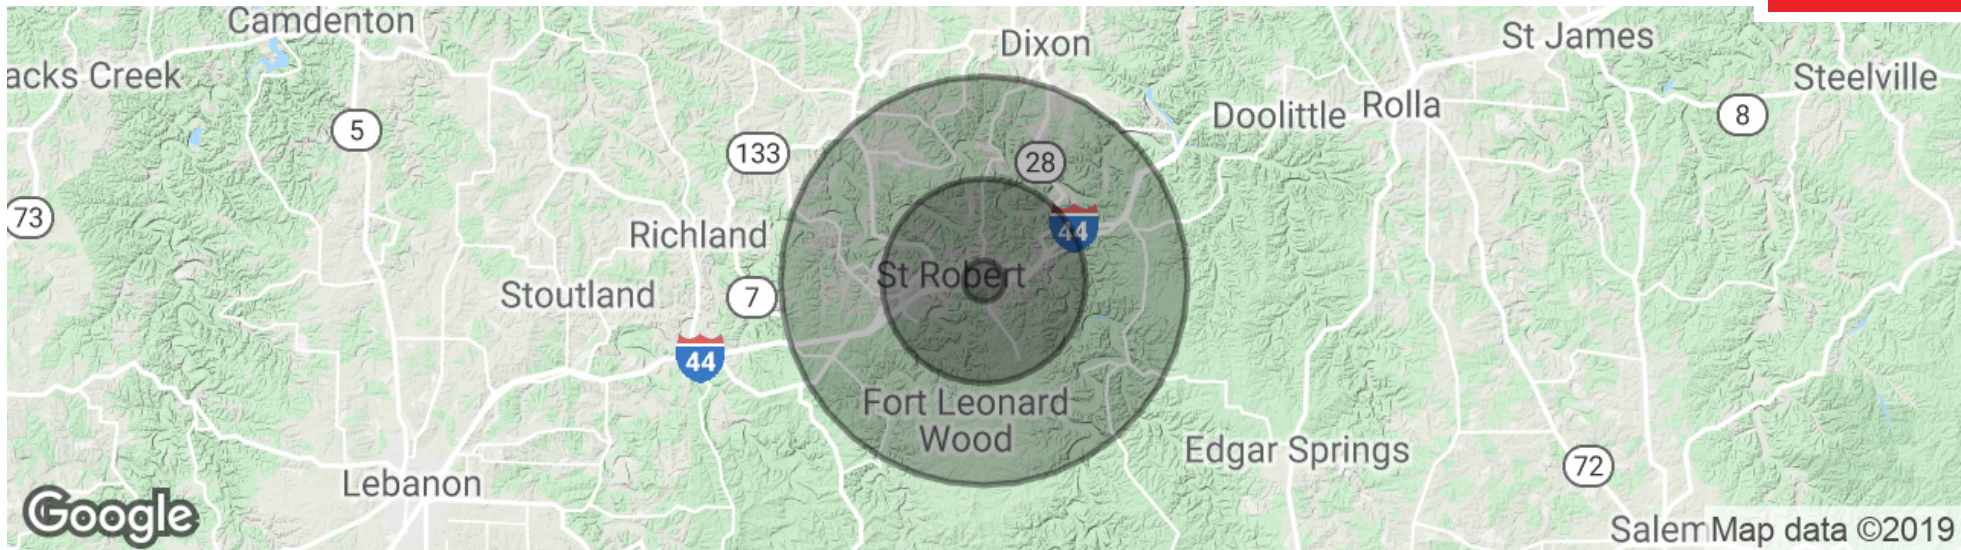 Camdenton
Dixon
St James
acks Creek
Steelville
Doolittle
Rolla
5
8
133
28
73
44
Richland
St Robert
Stoutland
7
44
Fort Leonard
Wood
Edgar Springs
72
Lebanon
Google
Salem
Map data ©2019